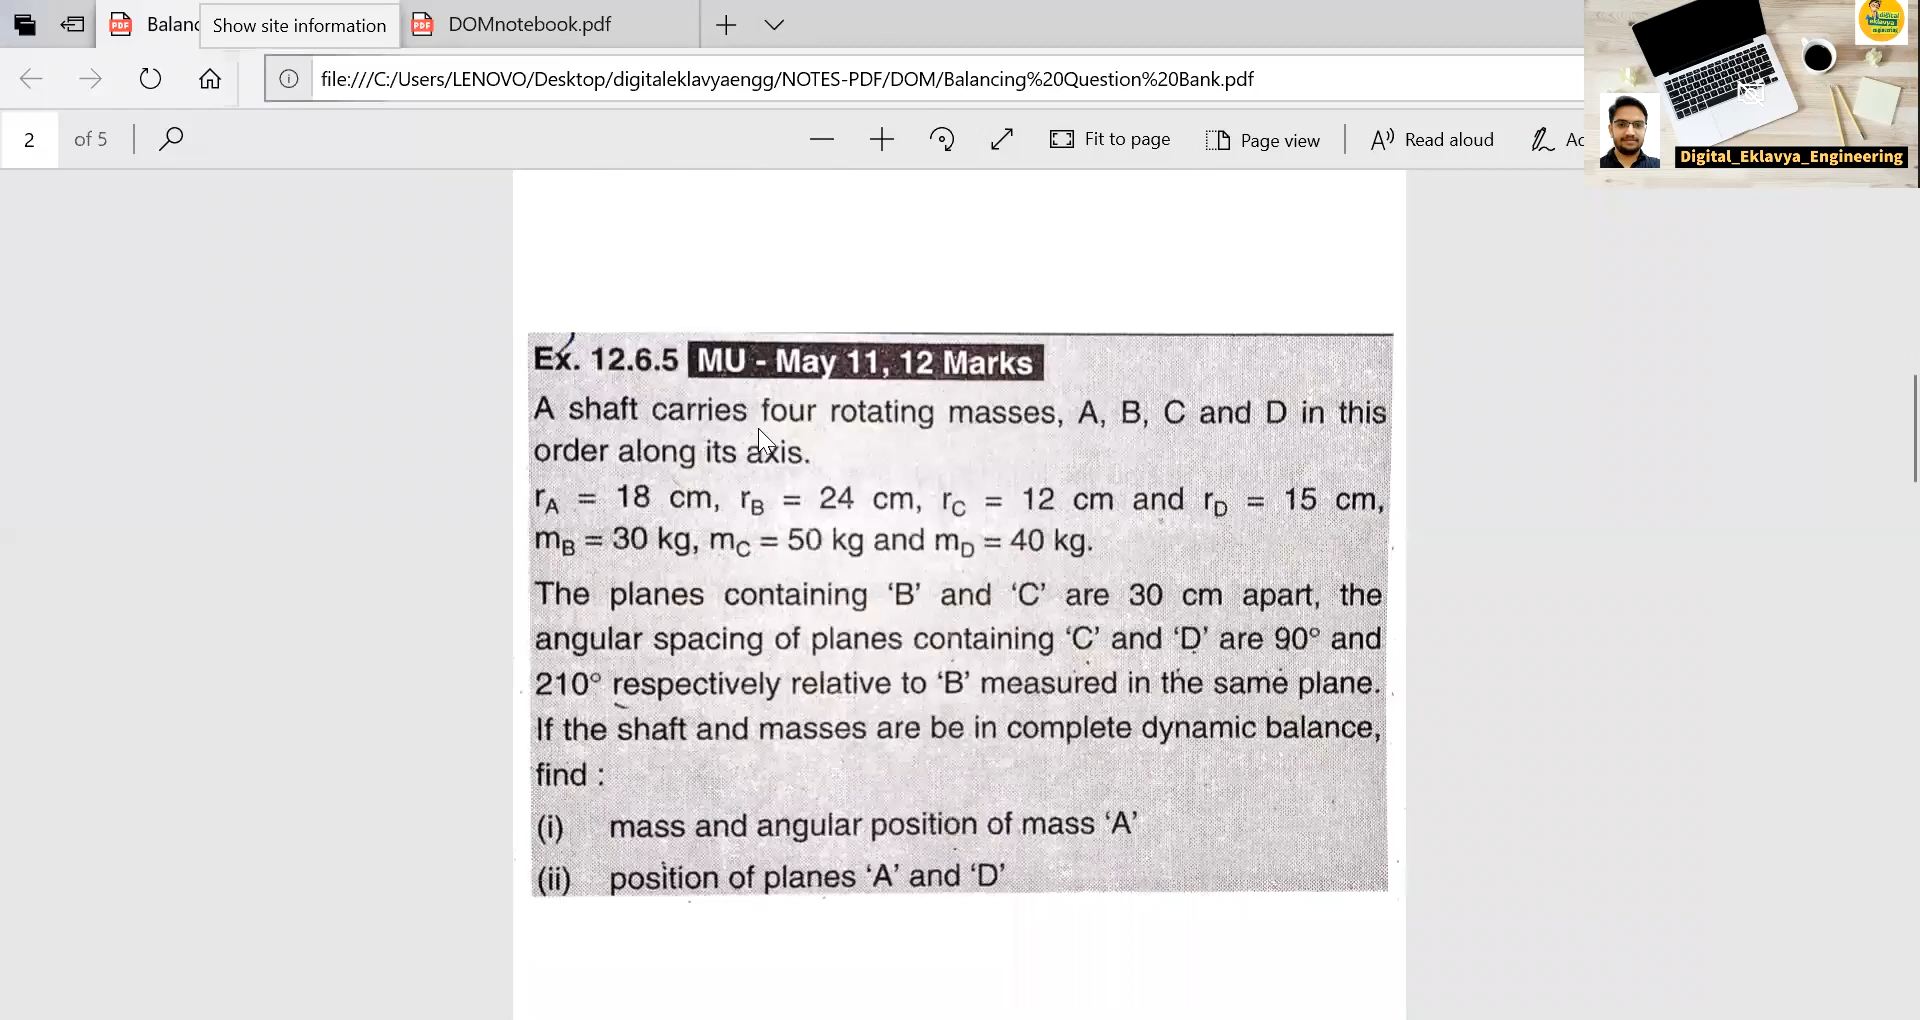 Balanc
Show site information
DOMnotebook.pdf
file:///C:/Users/LENOVO/Desktop/digitaleklavyaengg/NOTES-PDF/DOM/Balancing%20Question%20Bank.pdf
2 of 5
Fit to page
Page view
Read aloud
Ac
digital eklavya engineering
Digital_Eklavya_Engineering
PDF
PDF
Ex. 12.6.5 MU - May 11, 12 Marks
A shaft carries four rotating masses, A, B, C and D in this
order along its axis.
rA = 18 cm, rB = 24 cm, rC = 12 cm and rD = 15 cm,
mB = 30 kg, mC = 50 kg and mD = 40 kg.
The planes containing ‘B’ and ‘C’ are 30 cm apart, the
angular spacing of planes containing ‘C’ and ‘D’ are 90° and
210° respectively relative to ‘B’ measured in the same plane.
If the shaft and masses are be in complete dynamic balance,
find :
(i) mass and angular position of mass ‘A’
(ii) position of planes ‘A’ and ‘D’